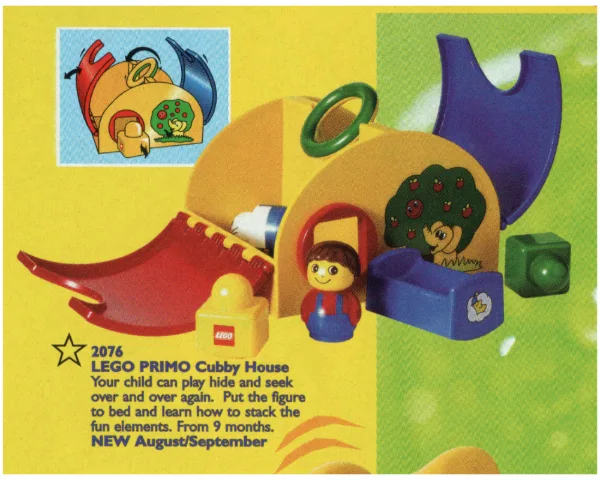 LEGO
2076
LEGO PRIMO Cubby House
Your child can play hide and seek
over and over again. Put the figure
to bed and learn how to stack the
fun elements. From 9 months.
NEW August/September